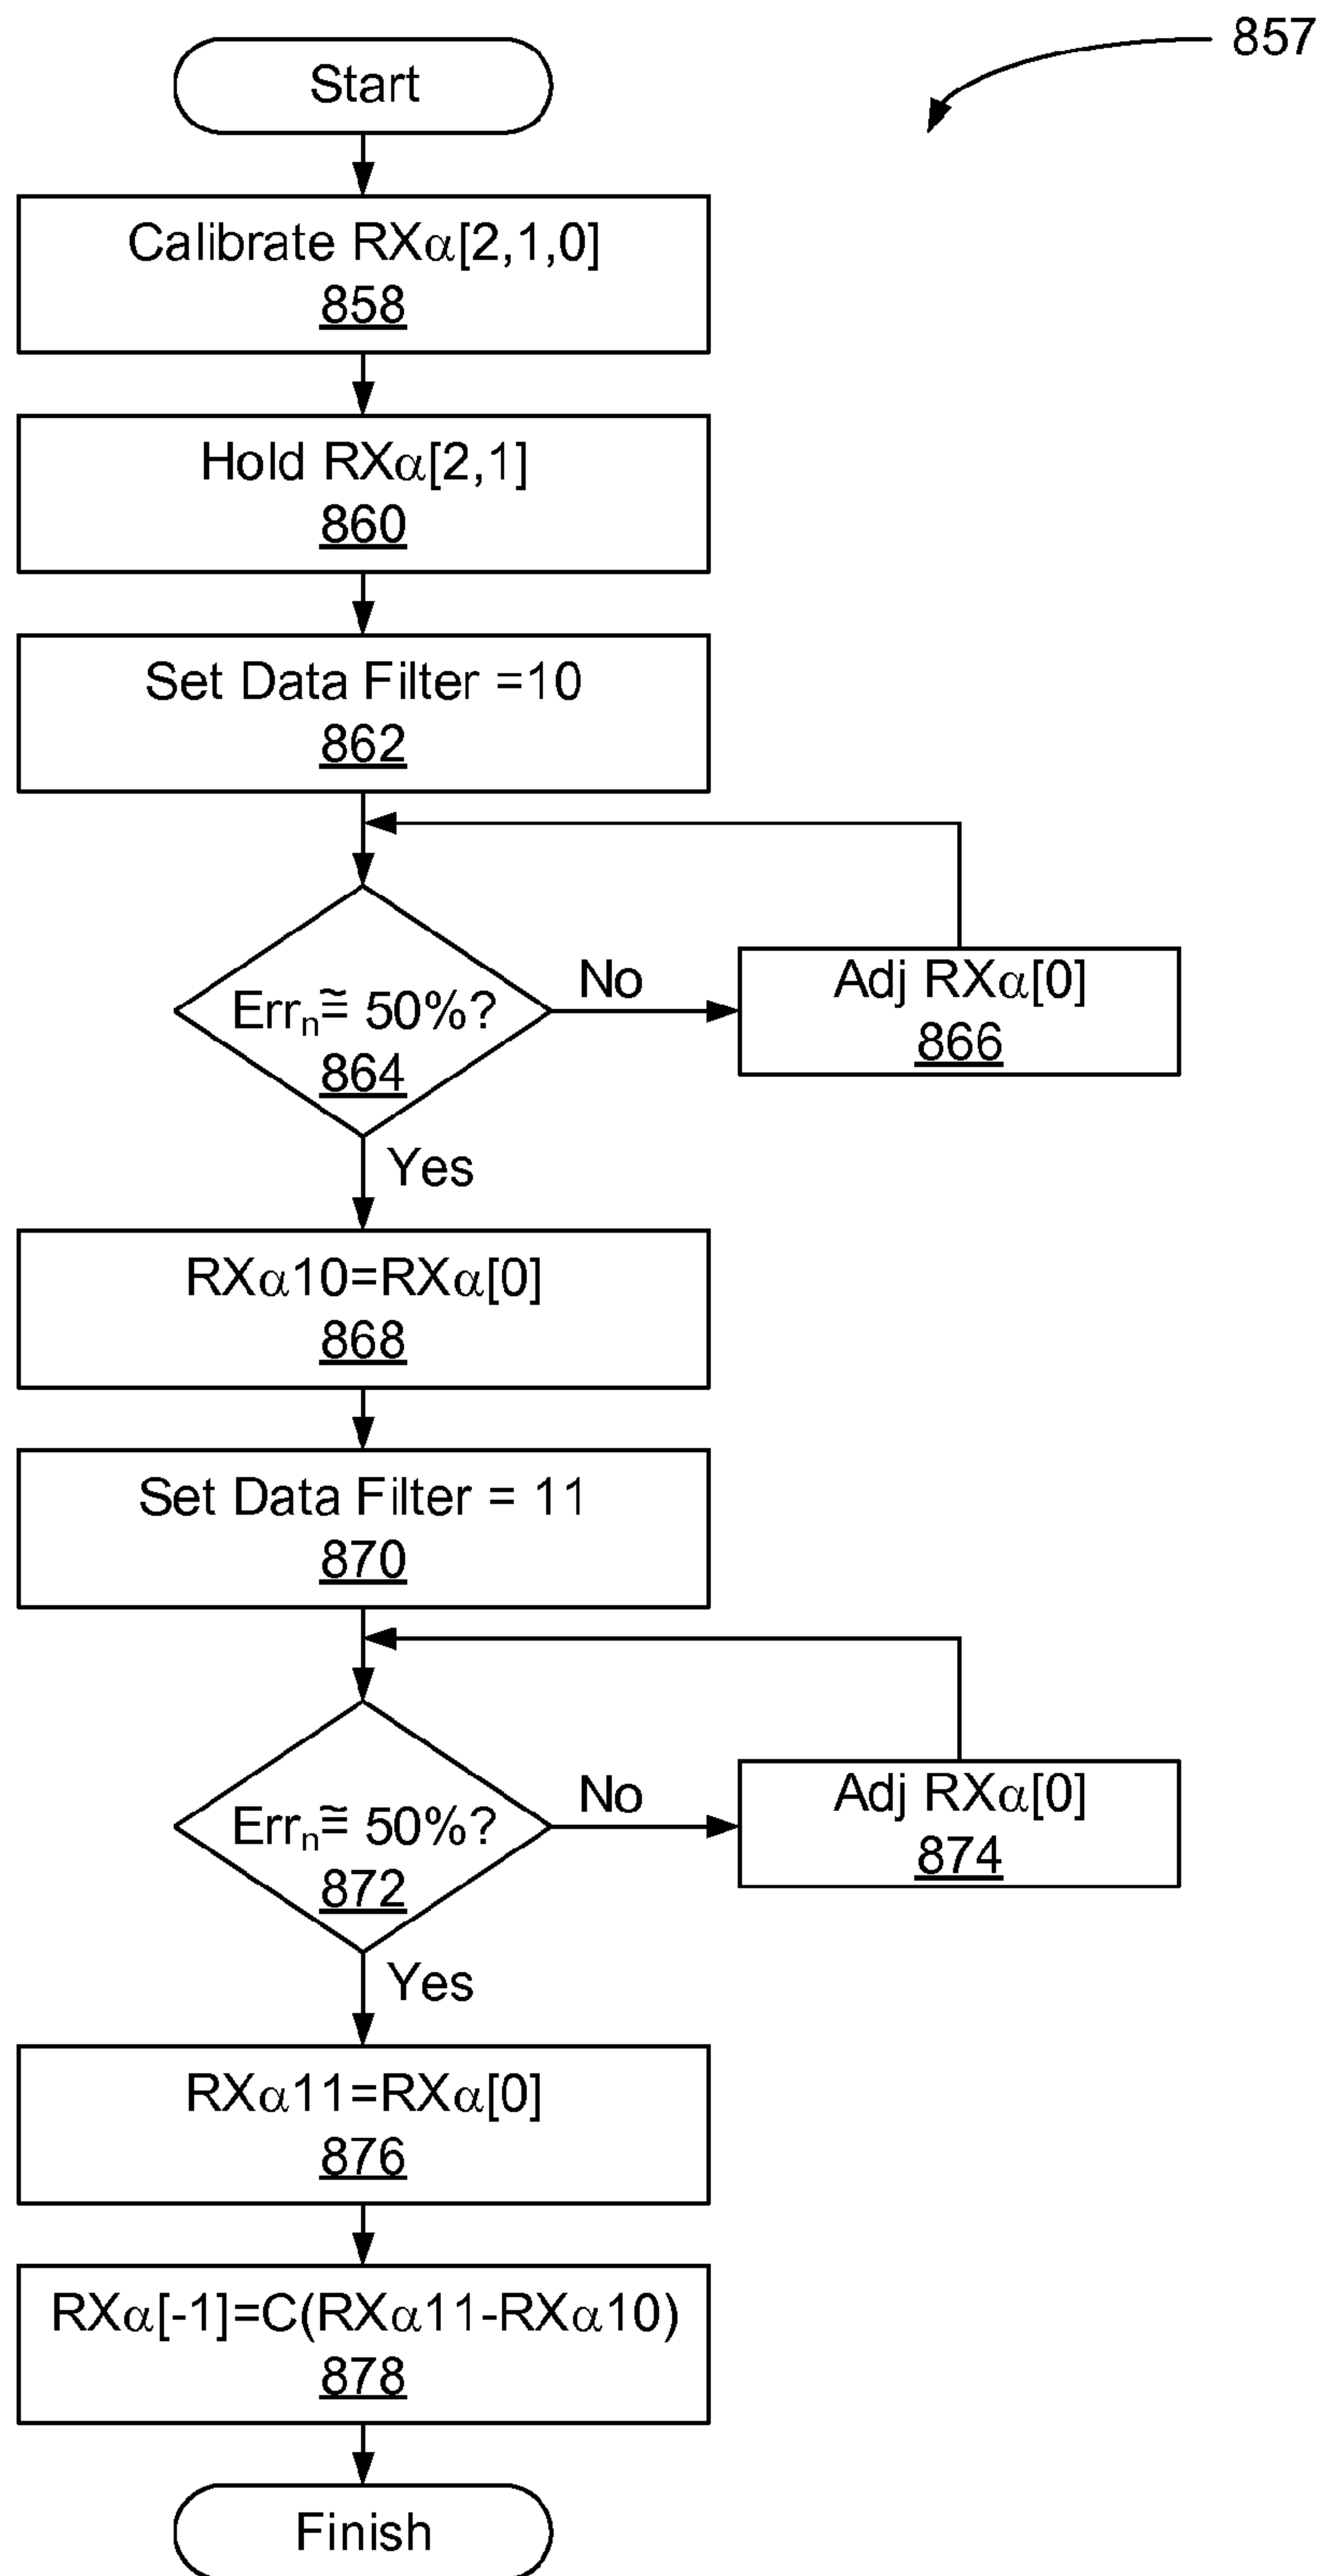 857
Start
Calibrate RXα[2,1,0]
858
Hold RXα[2,1]
860
Set Data Filter =10
862
Errn≅ 50%?
864
No
Adj RXα[0]
866
Yes
RXα10=RXα[0]
868
Set Data Filter = 11
870
Errn≅ 50%?
872
No
Adj RXα[0]
874
Yes
RXα11=RXα[0]
876
RXα[-1]=C(RXα11-RXα10)
878
Finish